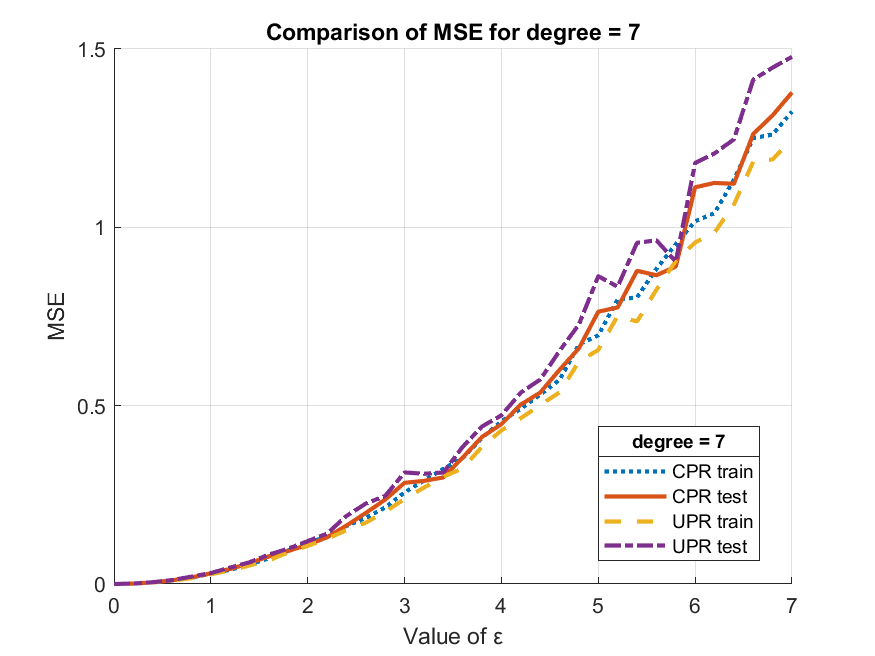 Comparison of MSE for degree = 7
MSE
1.5
1
0.5
0
0 1 2 3 4 5 6 7
Value of ε
degree = 7
CPR train
CPR test
UPR train
UPR test